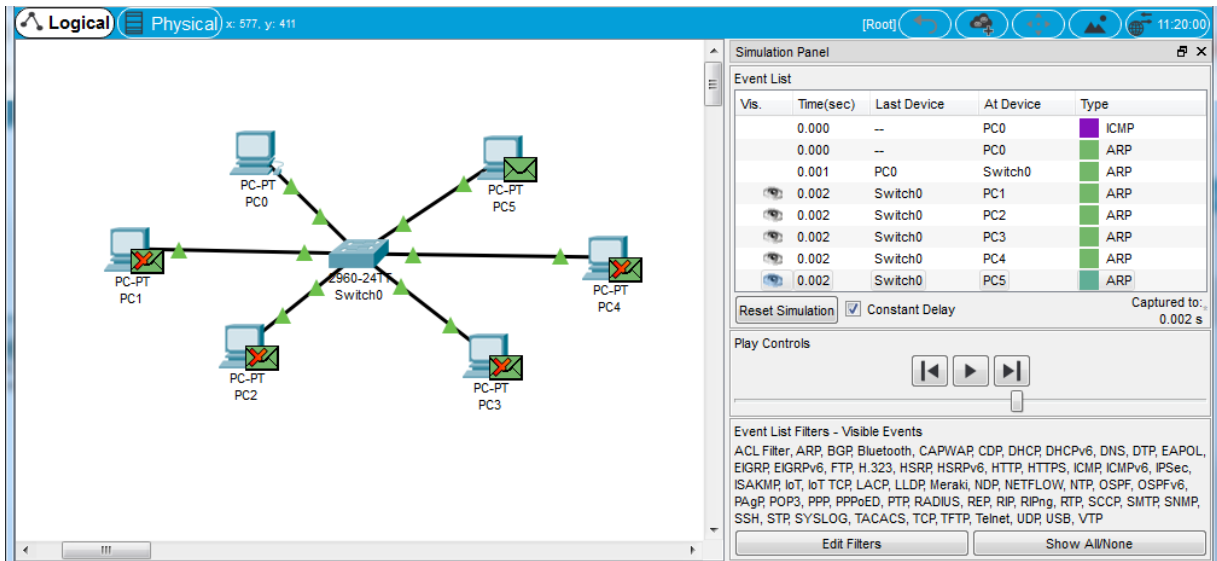 Logical Physical x: 577, y: 411 [Root] 11:20:00
PC-PT
PC0
PC-PT
PC5
PC-PT
PC1
2960-24TT
Switch0
PC-PT
PC4
PC-PT
PC2
PC-PT
PC3
Simulation Panel
Event List
Vis. Time(sec) Last Device At Device Type
0.000 -- PC0 ICMP
0.000 -- PC0 ARP
0.001 PC0 Switch0 ARP
0.002 Switch0 PC1 ARP
0.002 Switch0 PC2 ARP
0.002 Switch0 PC3 ARP
0.002 Switch0 PC4 ARP
0.002 Switch0 PC5 ARP
Reset Simulation Constant Delay Captured to:
0.002 s
Play Controls
Event List Filters - Visible Events
ACL Filter, ARP, BGP, Bluetooth, CAPWAP, CDP, DHCP, DHCPv6, DNS, DTP, EAPOL,
EIGRP, EIGRPv6, FTP, H.323, HSRP, HSRPv6, HTTP, HTTPS, ICMP, ICMPv6, IPSec,
ISAKMP, IoT, IoT TCP, LACP, LLDP, Meraki, NDP, NETFLOW, NTP, OSPF, OSPFv6,
PAgP, POP3, PPP, PPPoED, PTP, RADIUS, REP, RIP, RIPng, RTP, SCCP, SMTP, SNMP,
SSH, STP, SYSLOG, TACACS, TCP, TFTP, Telnet, UDP, USB, VTP
Edit Filters Show All/None